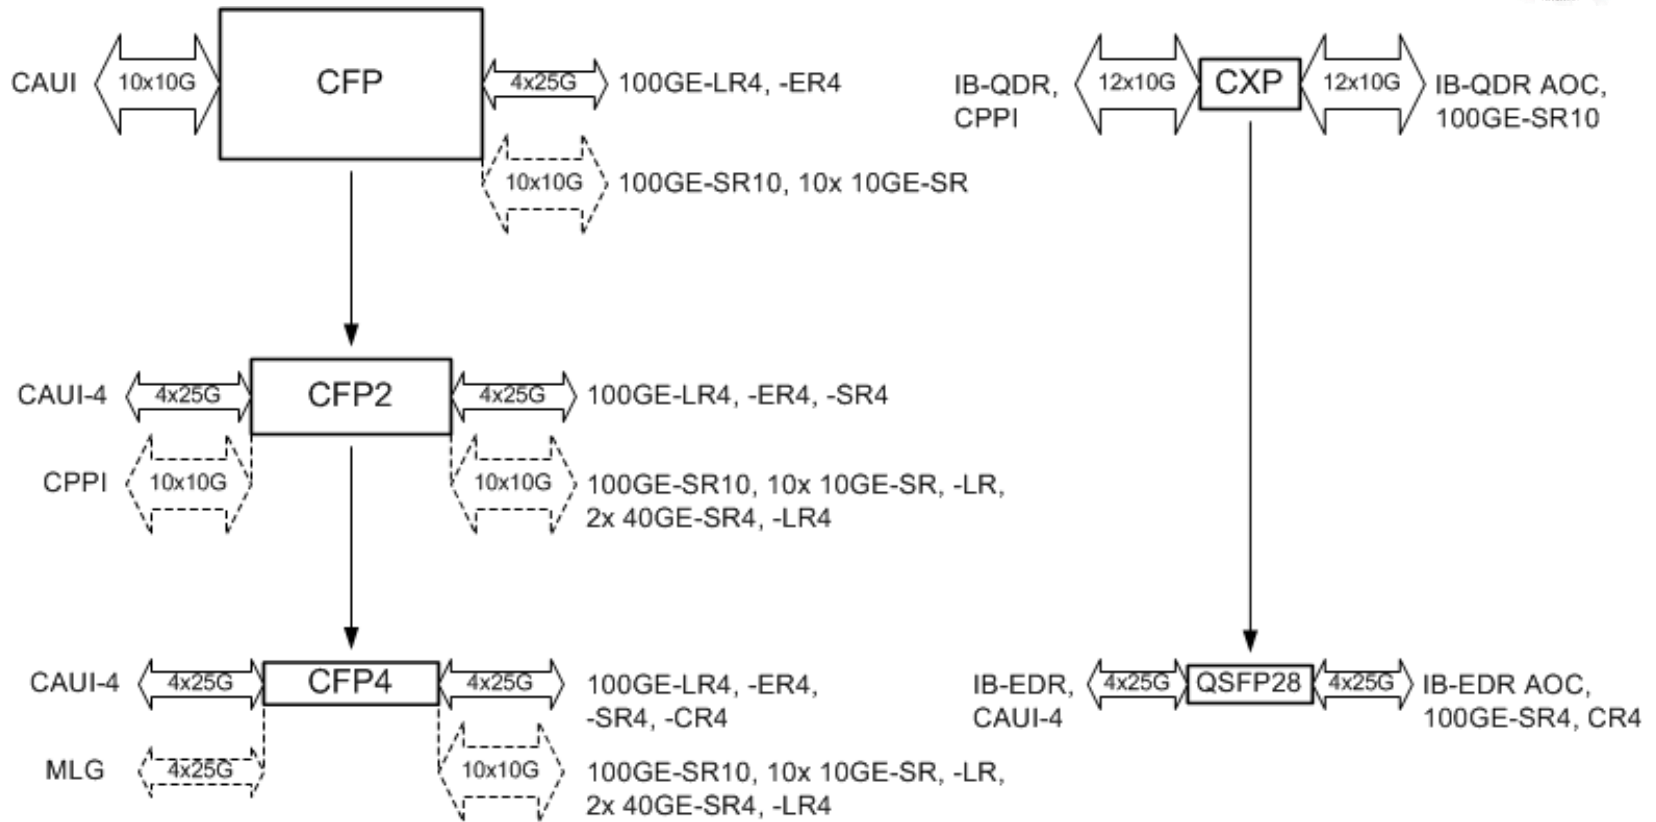 CAUI
10x10G
CFP
4x25G
100GE-LR4, -ER4
10x10G
100GE-SR10, 10x 10GE-SR
CAUI-4
4x25G
CFP2
4x25G
100GE-LR4, -ER4, -SR4
CPPI
10x10G
10x10G
100GE-SR10, 10x 10GE-SR, -LR,
2x 40GE-SR4, -LR4
CAUI-4
4x25G
CFP4
4x25G
100GE-LR4, -ER4,
-SR4, -CR4
MLG
4x25G
10x10G
100GE-SR10, 10x 10GE-SR, -LR,
2x 40GE-SR4, -LR4
IB-QDR,
CPPI
12x10G
CXP
12x10G
IB-QDR AOC,
100GE-SR10
IB-EDR,
CAUI-4
4x25G
QSFP28
4x25G
IB-EDR AOC,
100GE-SR4, CR4